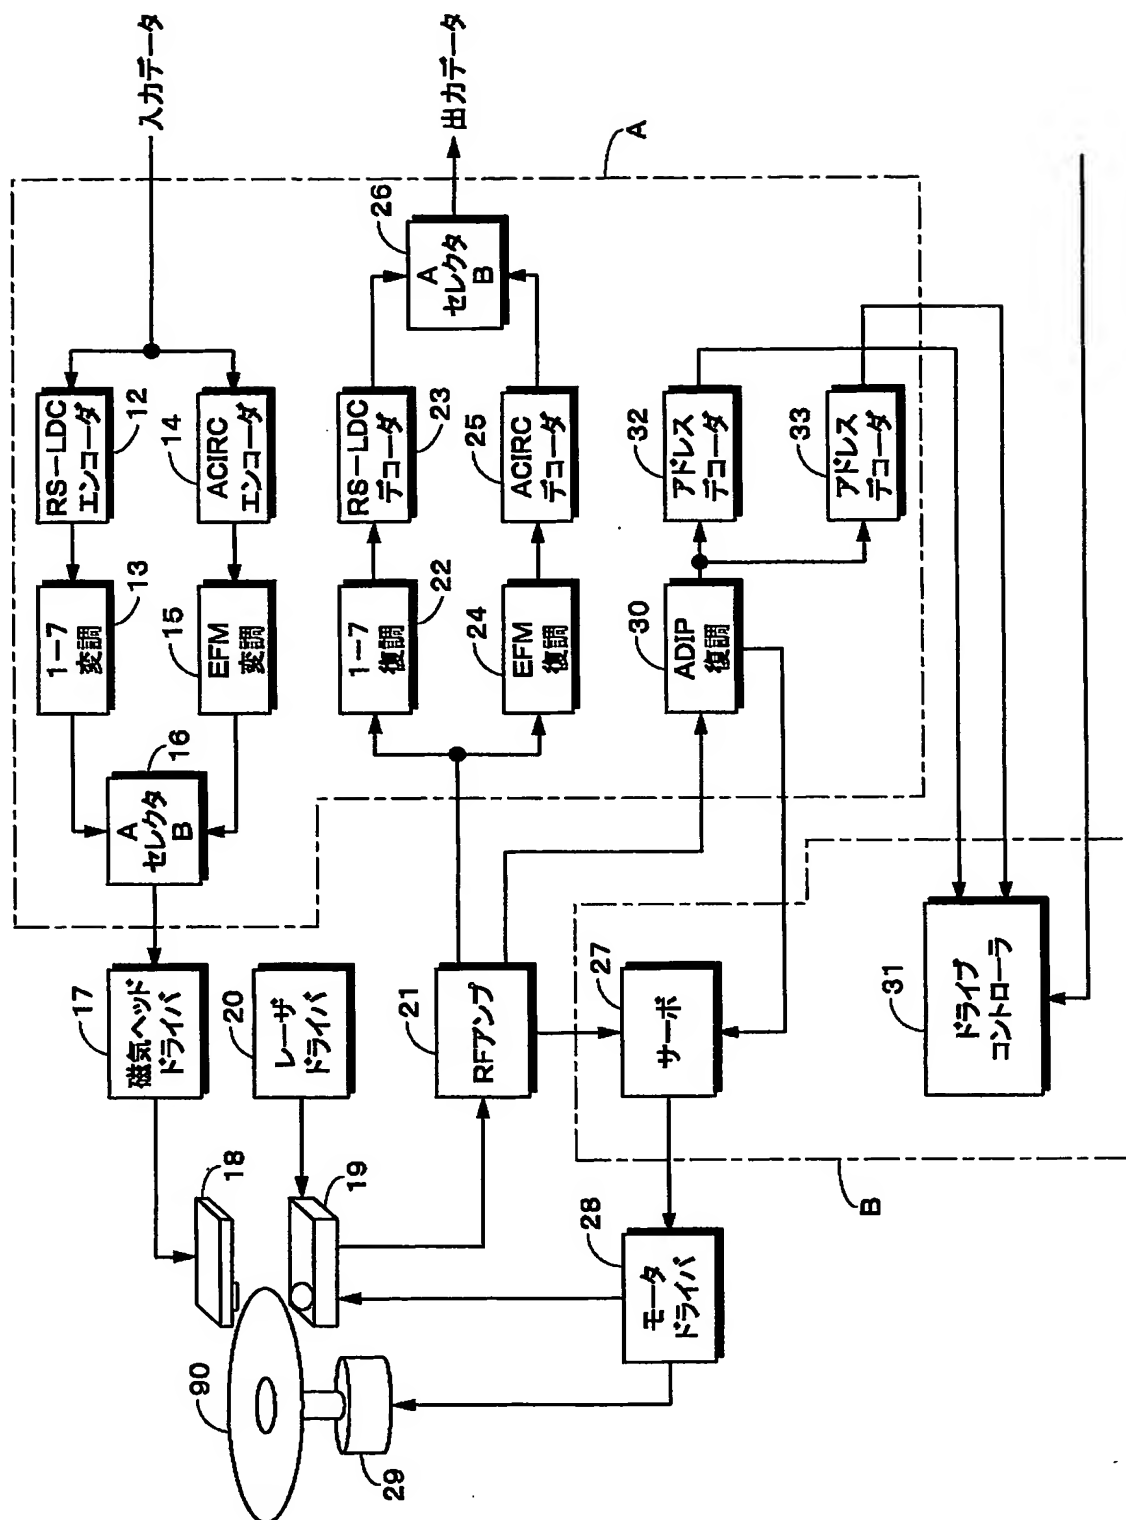 入力データ
出力データ
A
RS－LDC
エンコーダ
12
1－7
変調
13
ACIRC
エンコーダ
14
EFM
変調
15
A
セレクタ
B
16
磁気ヘッド
ドライバ
17
18
19
レーザ
ドライバ
20
RFアンプ
21
1－7
復調
22
RS－LDC
デコーダ
23
EFM
復調
24
ACIRC
デコーダ
25
A
セレクタ
B
26
サーボ
27
モータ
ドライバ
28
29
90
ADIP
復調
30
アドレス
デコーダ
32
アドレス
デコーダ
33
ドライブ
コントローラ
31
B